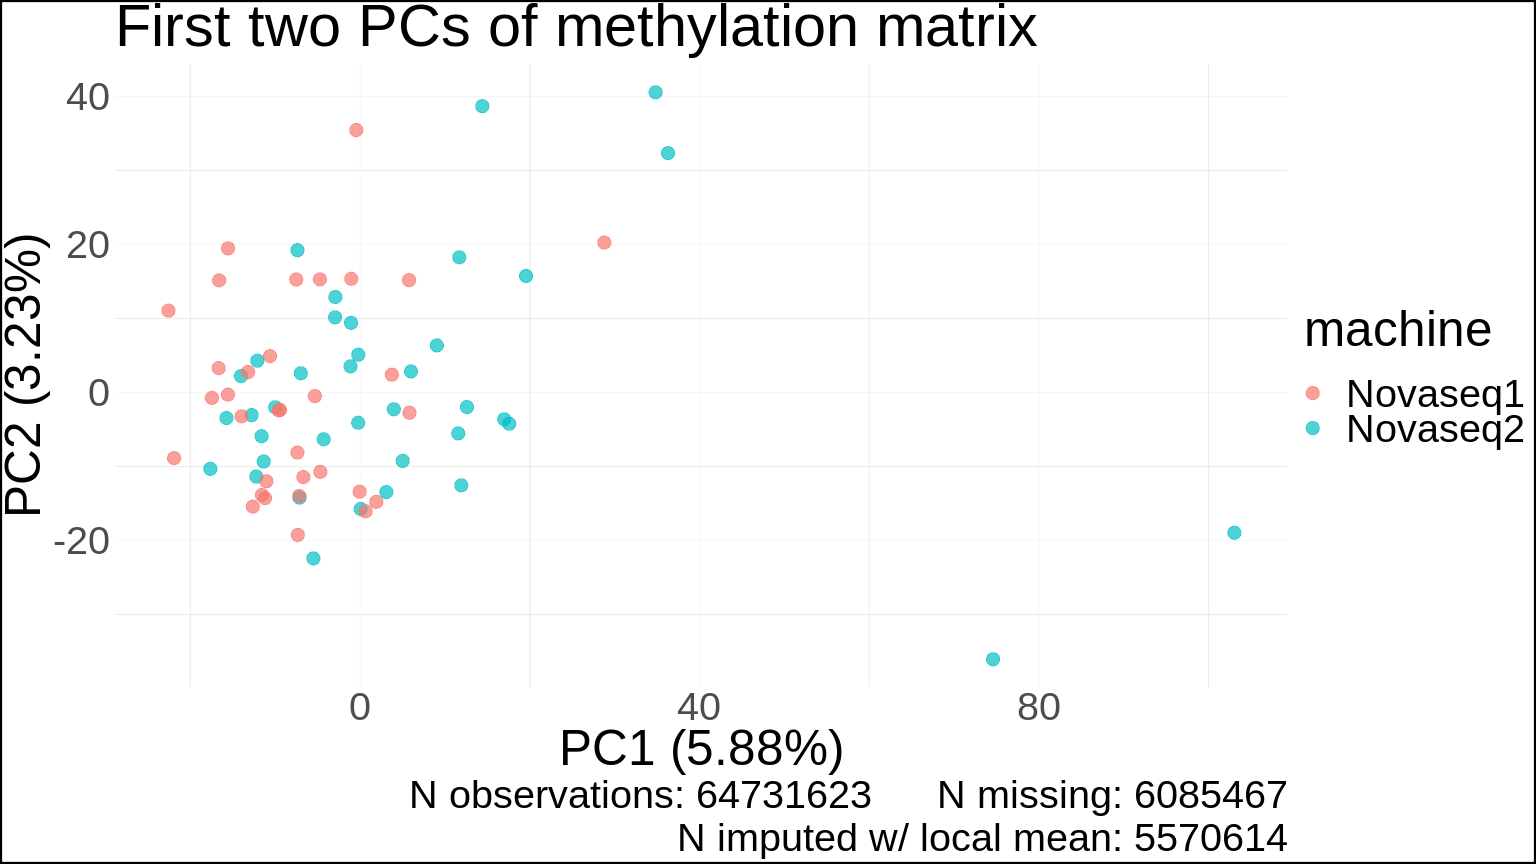 First two PCs of methylation matrix
40
20
0
-20
PC2 (3.23%)
0 40 80
PC1 (5.88%)
machine
Novaseq1
Novaseq2
N observations: 64731623 N missing: 6085467
N imputed w/ local mean: 5570614